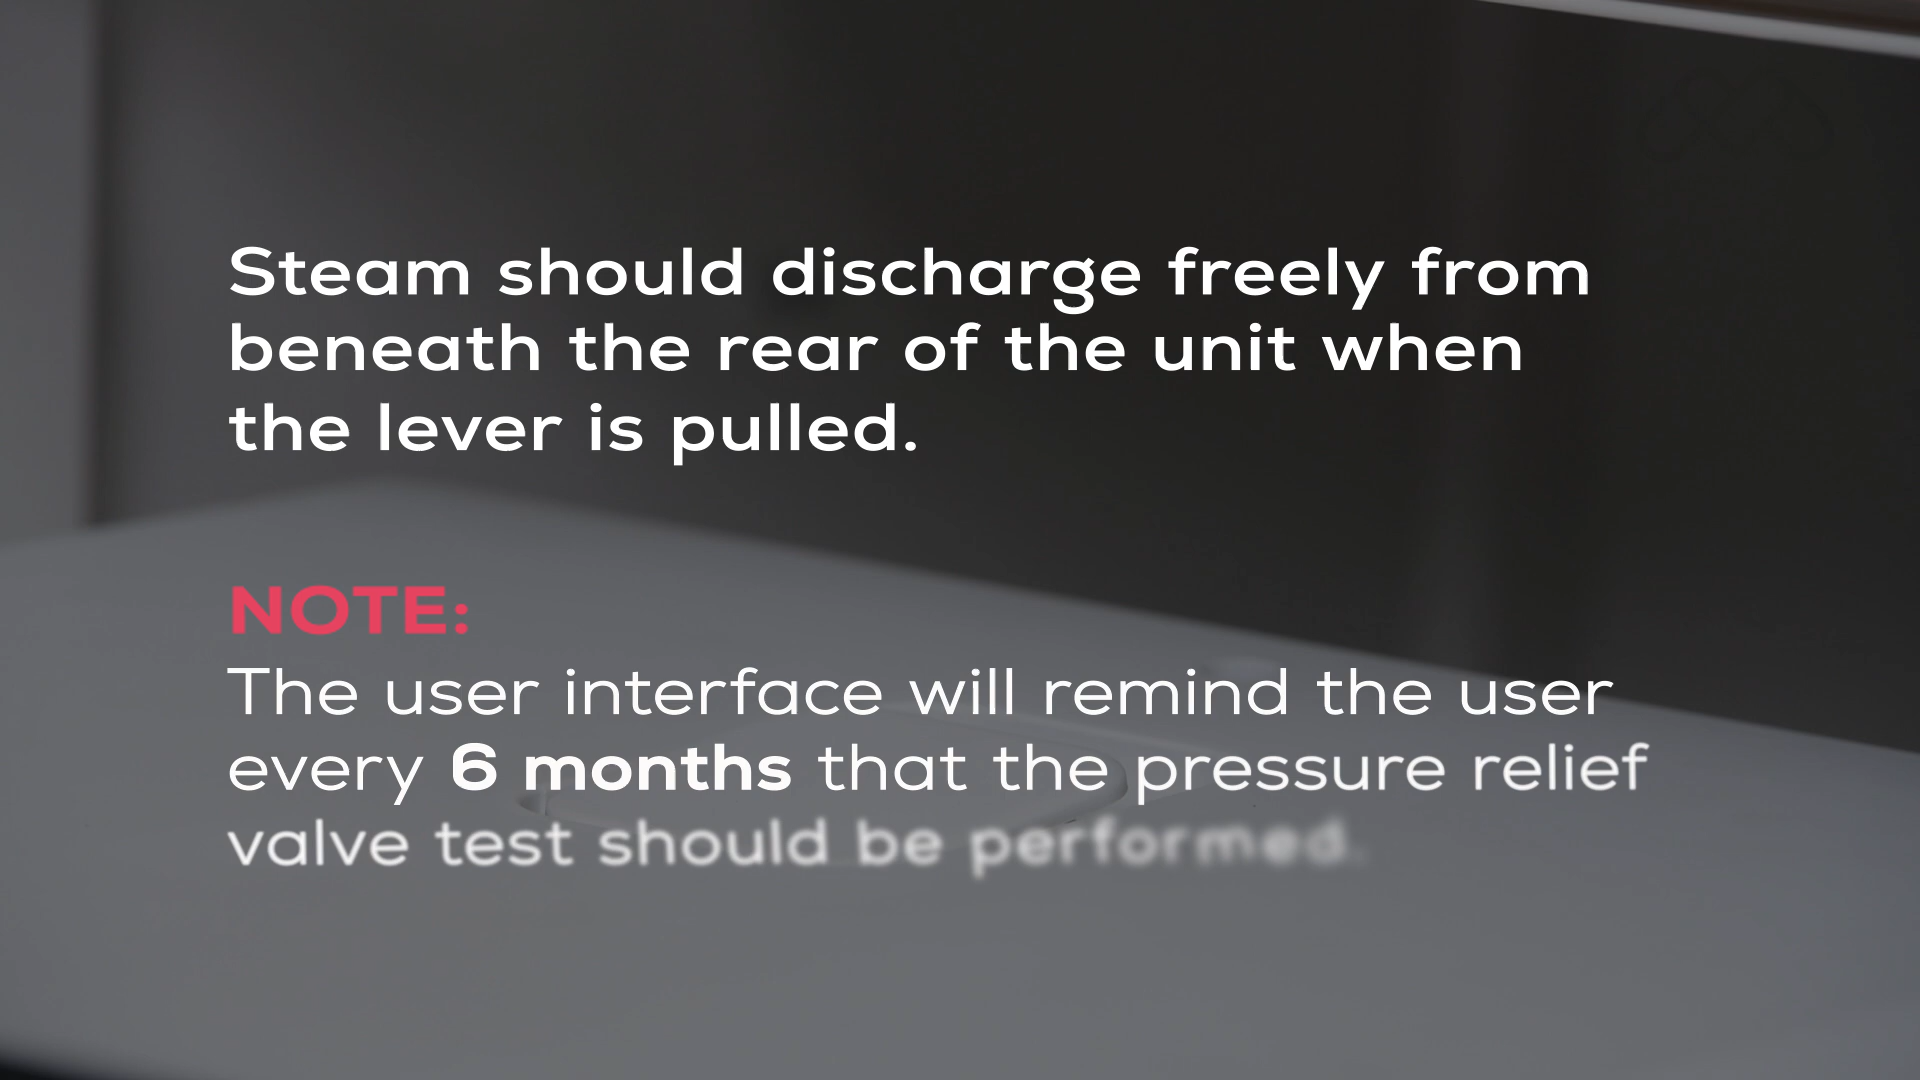 Steam should discharge freely from
beneath the rear of the unit when
the lever is pulled.
NOTE:
The user interface will remind the user
every 6 months that the pressure relief
valve test should be performed.